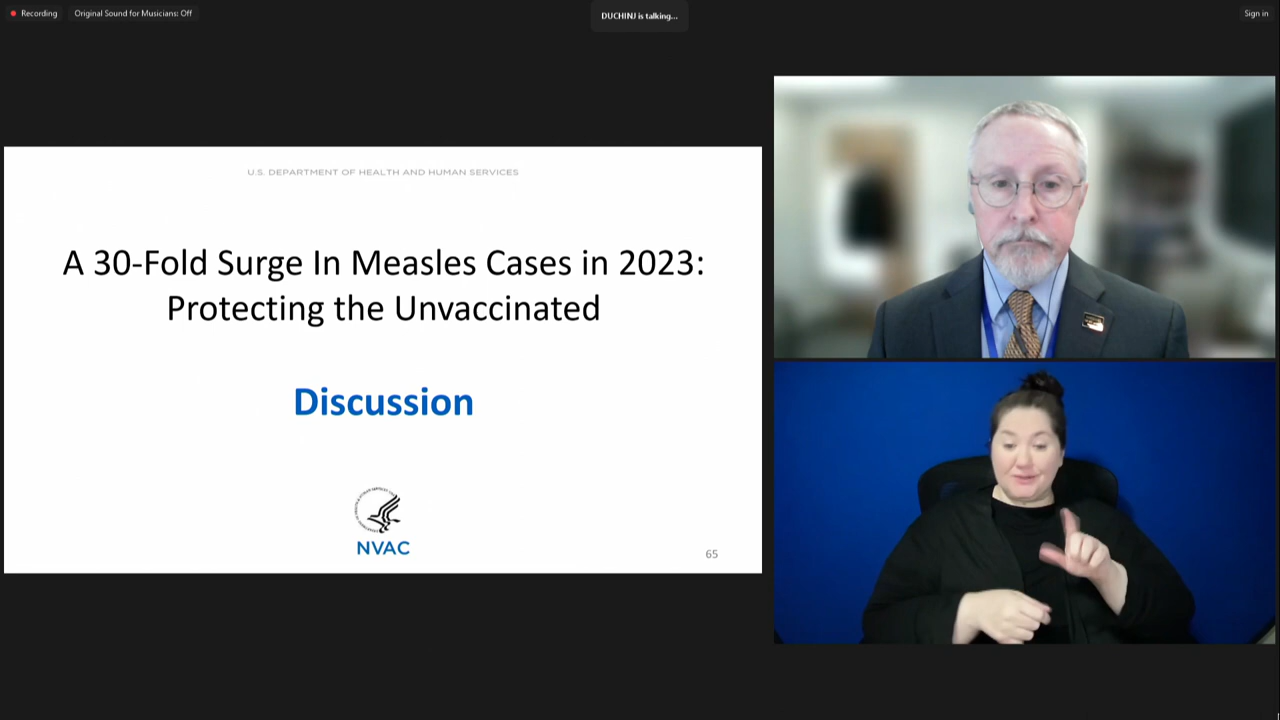 Recording
Original Sound for Musicians: Off
DUCHINJ is talking...
Sign in
U.S. DEPARTMENT OF HEALTH AND HUMAN SERVICES
A 30-Fold Surge In Measles Cases in 2023:
Protecting the Unvaccinated
Discussion
NVAC
65